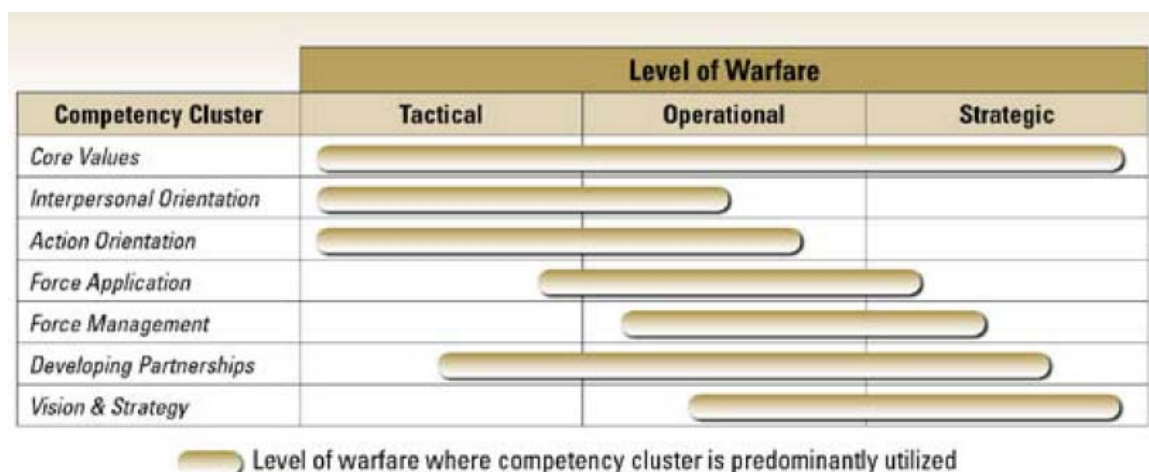 Level of Warfare
Competency Cluster Tactical Operational Strategic
Core Values
Interpersonal Orientation
Action Orientation
Force Application
Force Management
Developing Partnerships
Vision & Strategy
Level of warfare where competency cluster is predominantly utilized